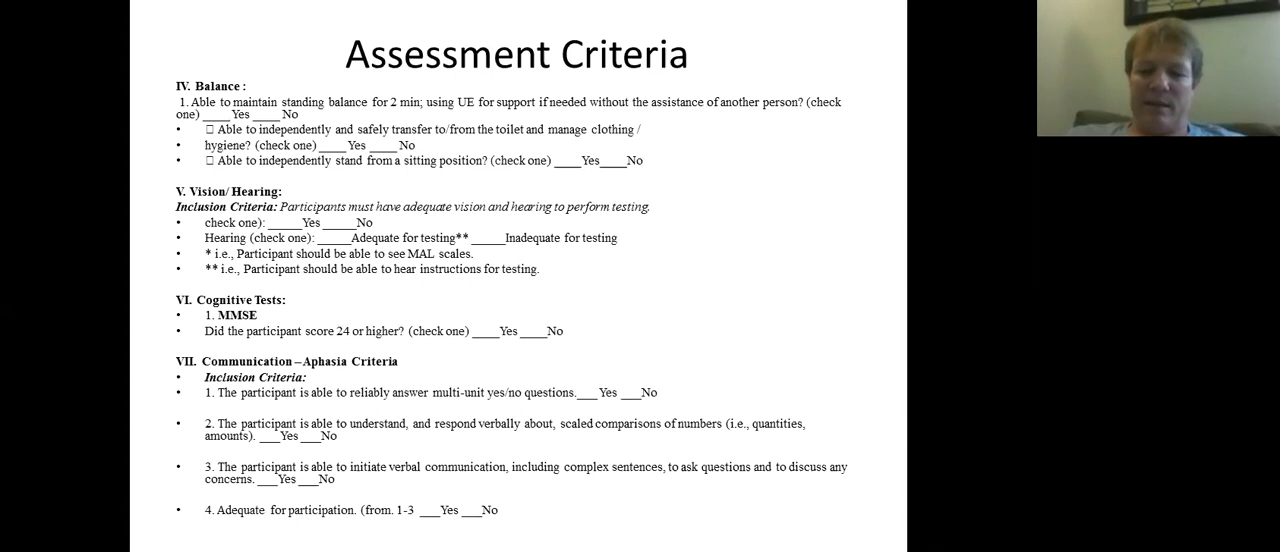 Assessment Criteria
IV. Balance :
1. Able to maintain standing balance for 2 min; using UE for support if needed without the assistance of another person? (check
one) ____ Yes ____ No
• □ Able to independently and safely transfer to/from the toilet and manage clothing /
• hygiene? (check one) ____ Yes ____ No
• □ Able to independently stand from a sitting position? (check one) ____Yes____No
V. Vision/ Hearing:
Inclusion Criteria: Participants must have adequate vision and hearing to perform testing.
• check one): _____Yes _____No
• Hearing (check one): _____Adequate for testing** _____Inadequate for testing
• * i.e., Participant should be able to see MAL scales.
• ** i.e., Participant should be able to hear instructions for testing.
VI. Cognitive Tests:
• 1. MMSE
• Did the participant score 24 or higher? (check one) ____Yes ____No
VII. Communication – Aphasia Criteria
• Inclusion Criteria:
• 1. The participant is able to reliably answer multi-unit yes/no questions.___ Yes ___No
• 2. The participant is able to understand, and respond verbally about, scaled comparisons of numbers (i.e., quantities,
amounts). ___Yes ___No
• 3. The participant is able to initiate verbal communication, including complex sentences, to ask questions and to discuss any
concerns. ___Yes ___No
• 4. Adequate for participation. (from. 1-3 ___Yes ___No